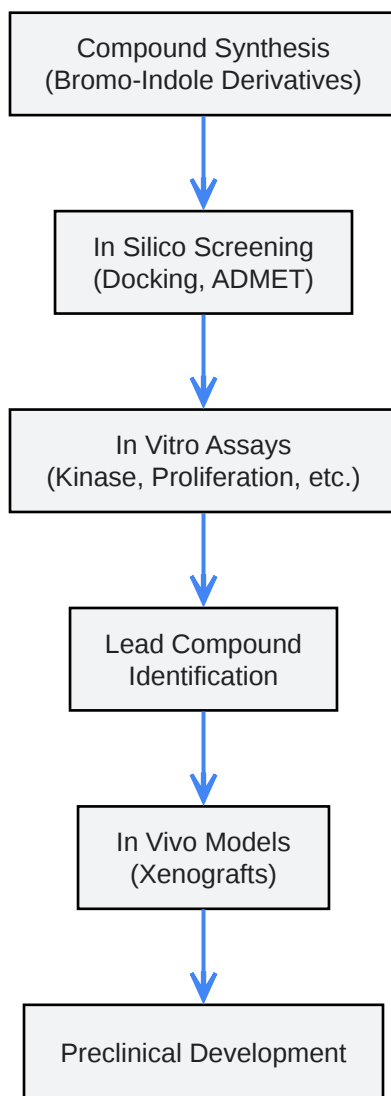 Compound Synthesis
(Bromo-Indole Derivatives)
In Silico Screening
(Docking, ADMET)
In Vitro Assays
(Kinase, Proliferation, etc.)
Lead Compound
Identification
In Vivo Models
(Xenografts)
Preclinical Development